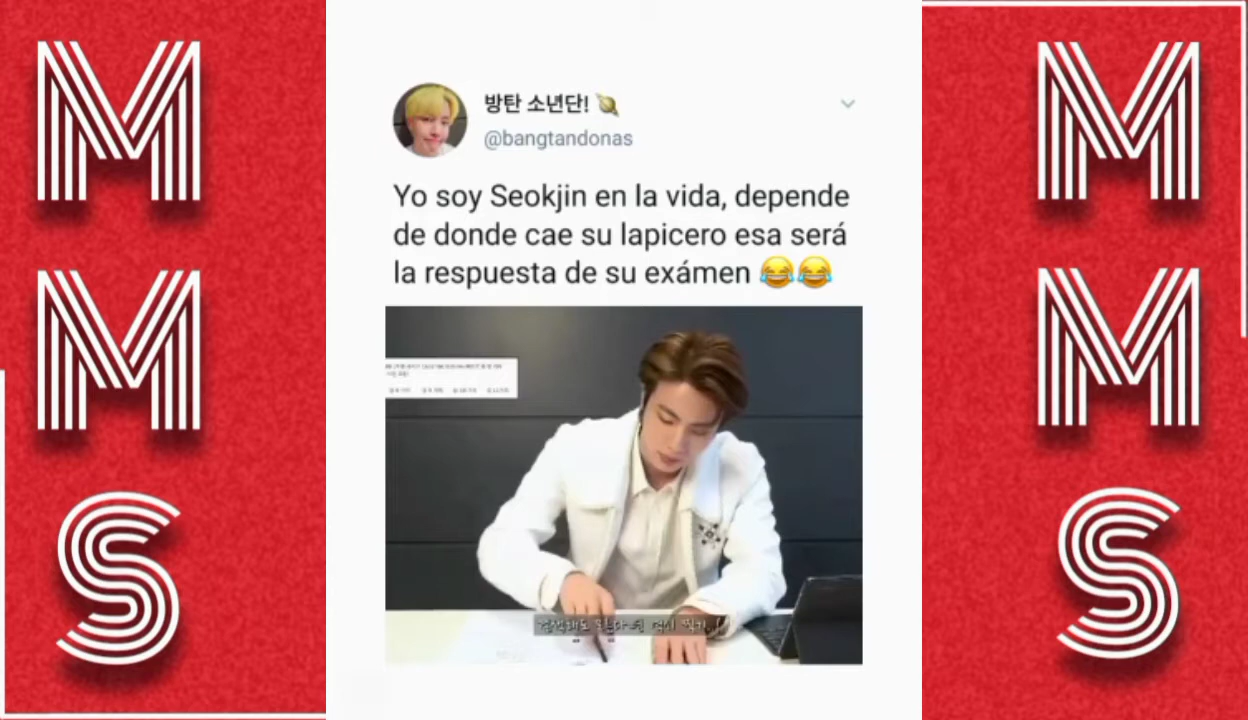 M
M
S
방탄 소년단!
@bangtandonas
Yo soy Seokjin en la vida, depende
de donde cae su lapicero esa será
la respuesta de su exámen 😂😂
M
M
S